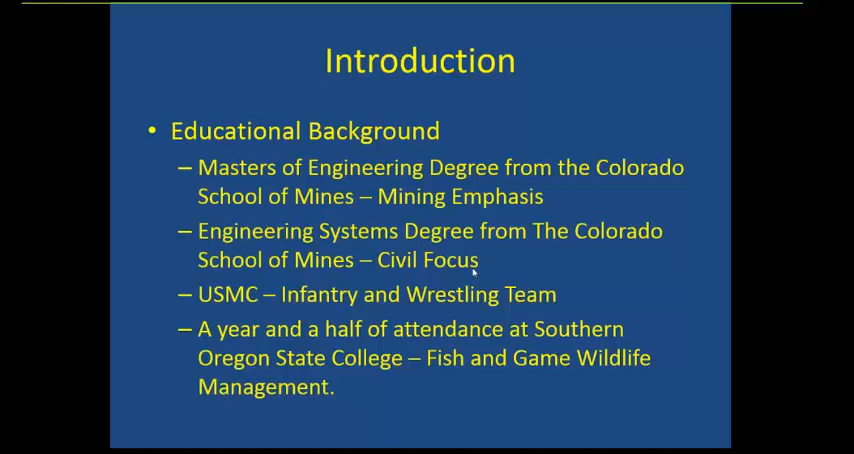 Introduction
• Educational Background
– Masters of Engineering Degree from the Colorado
School of Mines – Mining Emphasis
– Engineering Systems Degree from The Colorado
School of Mines – Civil Focus
– USMC – Infantry and Wrestling Team
– A year and a half of attendance at Southern
Oregon State College – Fish and Game Wildlife
Management.